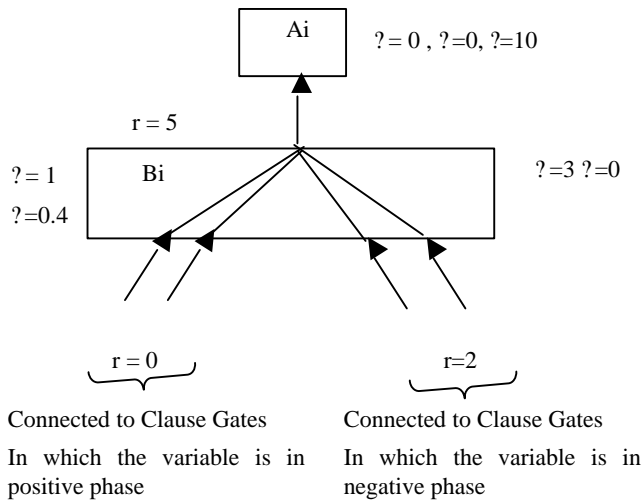 Ai
?= 0 , ?=0, ?=10
r = 5
?= 1
Bi
?=3 ?=0
?=0.4
r = 0
r=2
Connected to Clause Gates
In which the variable is in
positive phase
Connected to Clause Gates
In which the variable is in
negative phase